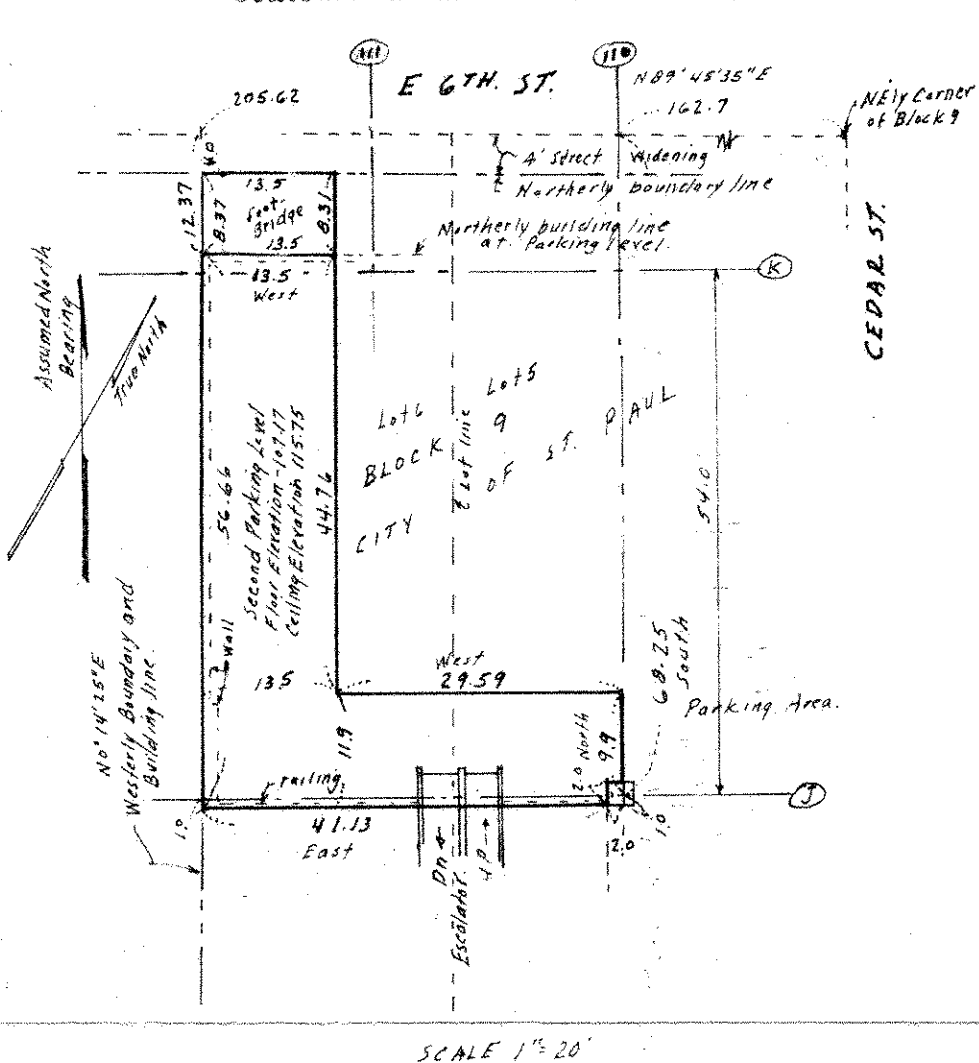 E 6TH. ST.
110
N 89° 45' 35" E
205.62
162.7
NEly Corner
of Block 9
4' Street Widening
Northerly boundary line
4.0
12.37
8.37
13.5
Foot-
Bridge
13.5
8.31
Northerly building line
at Parking Level.
13.5
West
K
CEDAR ST.
Assumed North
Bearing
True North
Lot 6
Lot 5
BLOCK 9
CITY OF ST. PAUL
Lot line
54.0
56.66
Second Parking Level
Floor Elevation - 107.17
Ceiling Elevation 115.75
44.76
N 0° 14' 25" E
Westerly Boundary and
Building line.
Wall
13.5
West
29.59
68.25
South
Parking Area.
11.9
2.0 North
9.9
railing
J
1.0
41.13
East
2.0
1.0
Dn
Escalator.
UP
SCALE 1"= 20'